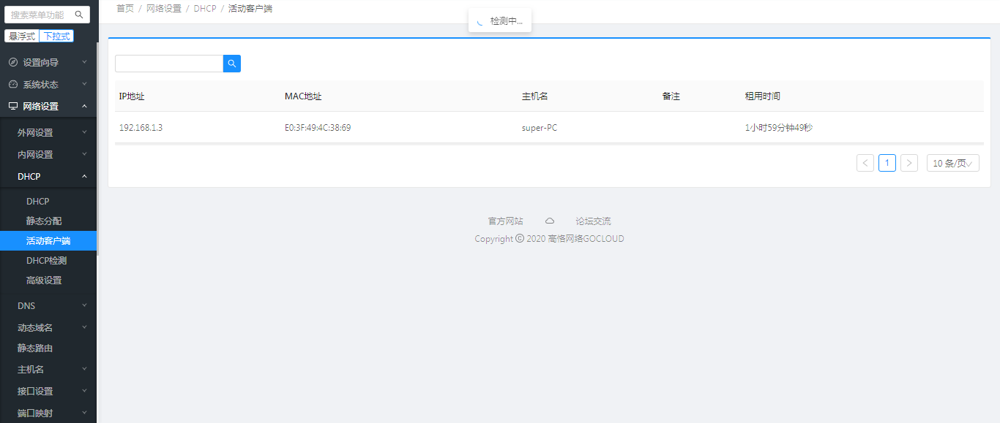 搜索菜单功能
悬浮式 下拉式
设置向导
系统状态
网络设置
外网设置
内网设置
DHCP
DHCP
静态分配
活动客户端
DHCP检测
高级设置
DNS
动态域名
静态路由
主机名
接口设置
端口映射
首页 / 网络设置 / DHCP / 活动客户端
检测中...
IP地址 MAC地址 主机名 备注 租用时间
192.168.1.3 E0:3F:49:4C:38:69 super-PC 1小时59分钟49秒
1 10 条/页
官方网站 论坛交流
Copyright © 2020 高恪网络GOCLOUD